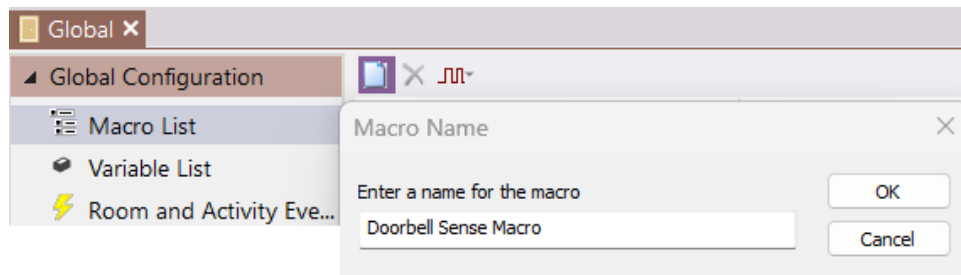 Global
Global Configuration
Macro List
Variable List
Room and Activity Eve...
Macro Name
Enter a name for the macro
Doorbell Sense Macro
OK
Cancel